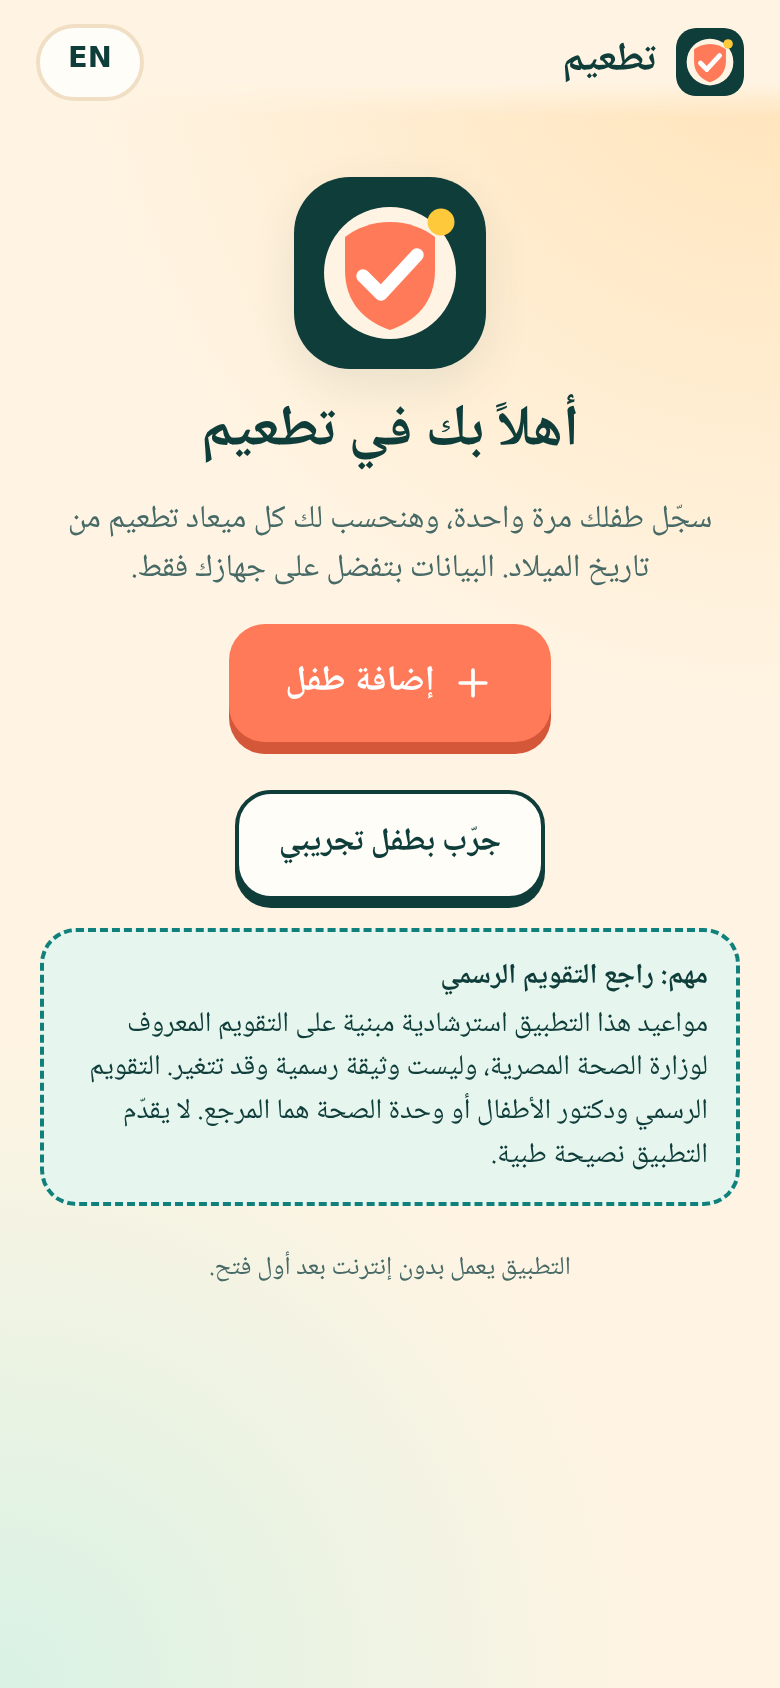 تطعيم
EN
أهلاً بك في تطعيم
سجّل طفلك مرة واحدة، وهنحسب لك كل ميعاد تطعيم من
تاريخ الميلاد. البيانات بتفضل على جهازك فقط.
+ إضافة طفل
جرّب بطفل تجريبي
مهم: راجع التقويم الرسمي
مواعيد هذا التطبيق استرشادية مبنية على التقويم المعروف
لوزارة الصحة المصرية، وليست وثيقة رسمية وقد تتغير. التقويم
الرسمي ودكتور الأطفال أو وحدة الصحة هما المرجع. لا يقدّم
التطبيق نصيحة طبية.
التطبيق يعمل بدون إنترنت بعد أول فتح.